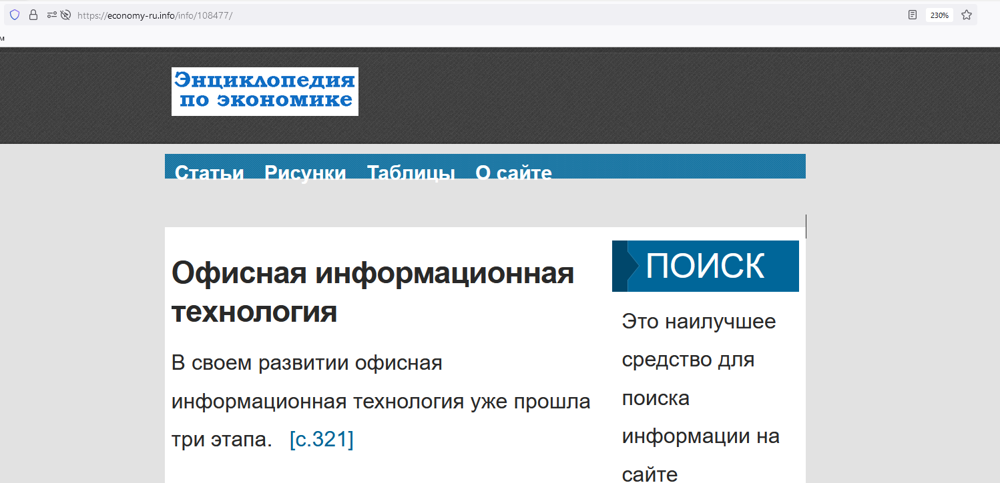 https://economy-ru.info/info/108477/
230%
м
Энциклопедия
по экономике
Статьи Рисунки Таблицы О сайте
Офисная информационная
технология
В своем развитии офисная
информационная технология уже прошла
три этапа. [c.321]
ПОИСК
Это наилучшее
средство для
поиска
информации на
сайте